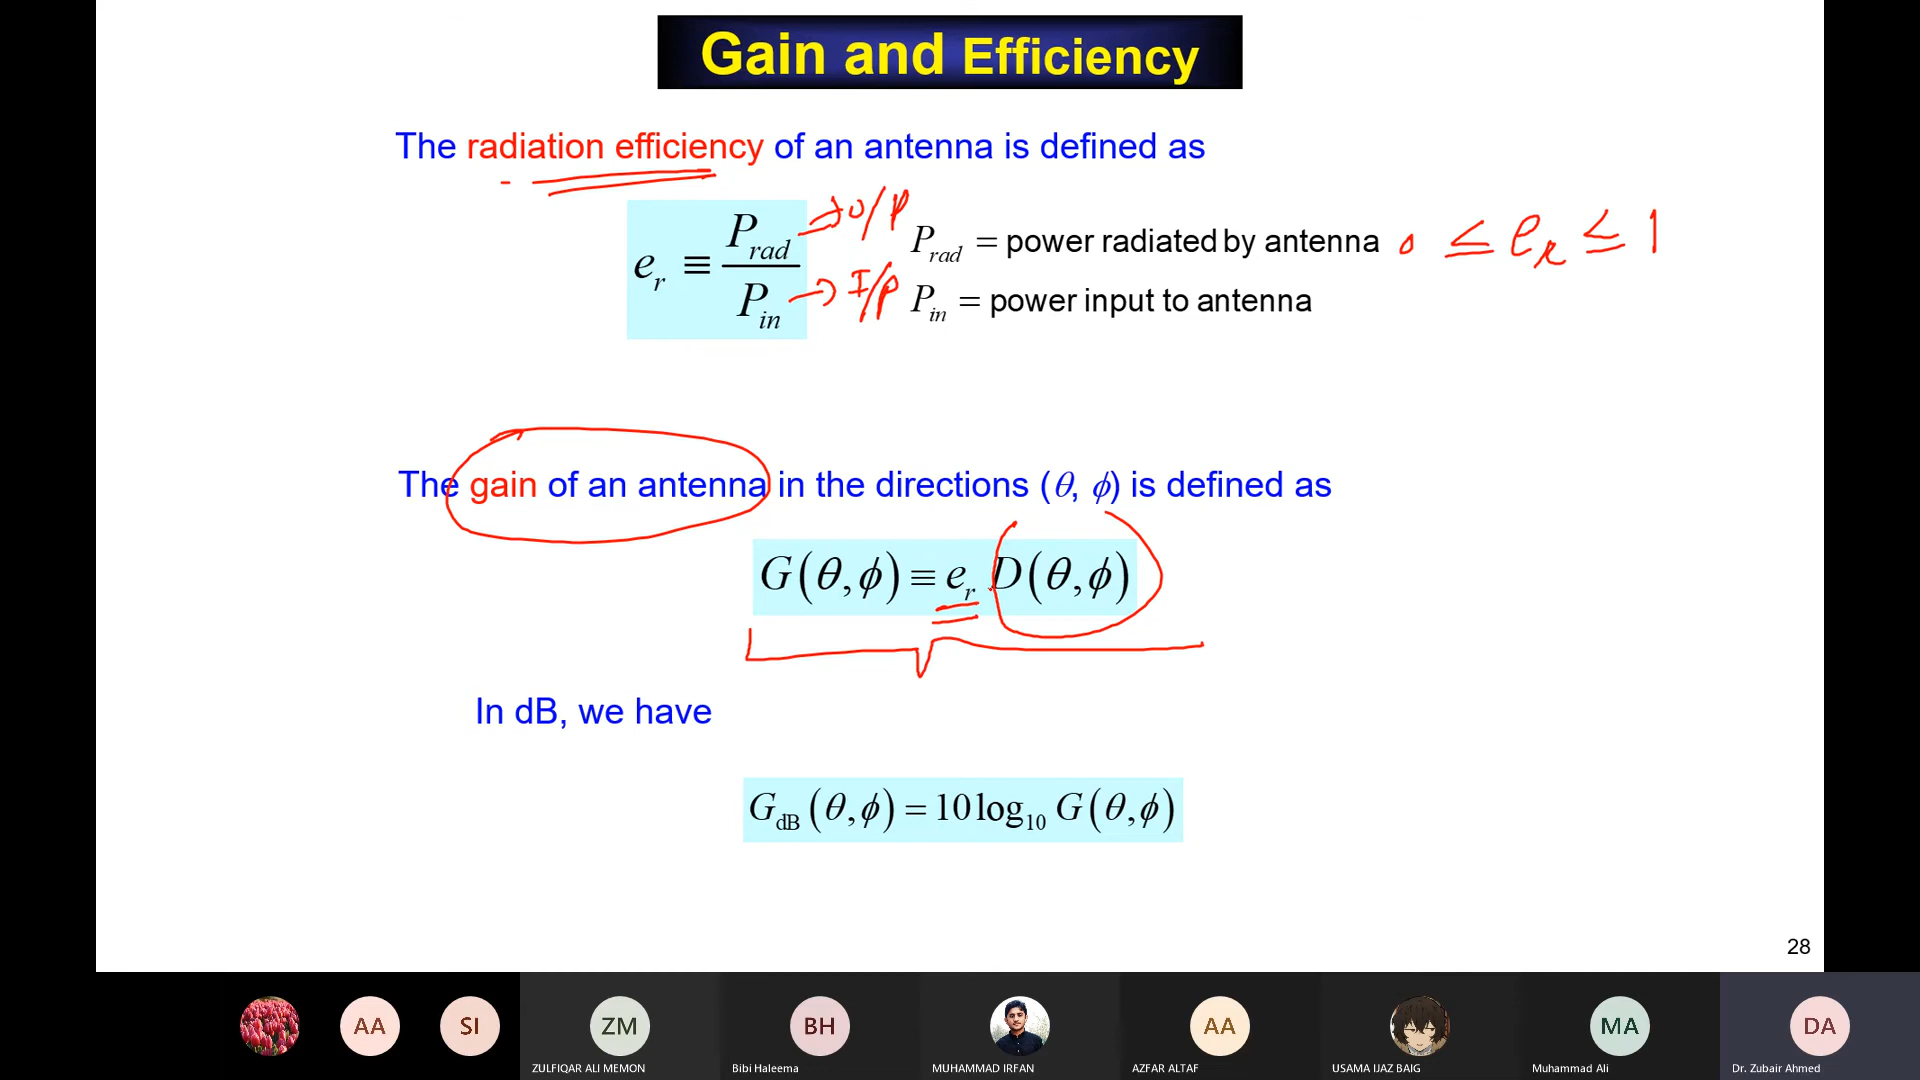 Gain and Efficiency
The radiation efficiency of an antenna is defined as
e_r ≡ P_rad / P_in
→ O/P
→ I/P
P_rad = power radiated by antenna
0 ≤ e_r ≤ 1
P_in = power input to antenna
The gain of an antenna in the directions (θ, ϕ) is defined as
G(θ,ϕ) ≡ e_r D(θ,ϕ)
In dB, we have
G_dB (θ,ϕ) = 10 log_10 G(θ,ϕ)
28
AA
SI
ZM
BH
AA
MA
DA
ZULFIQAR ALI MEMON
Bibi Haleema
MUHAMMAD IRFAN
AZFAR ALTAF
USAMA IJAZ BAIG
Muhammad Ali
Dr. Zubair Ahmed